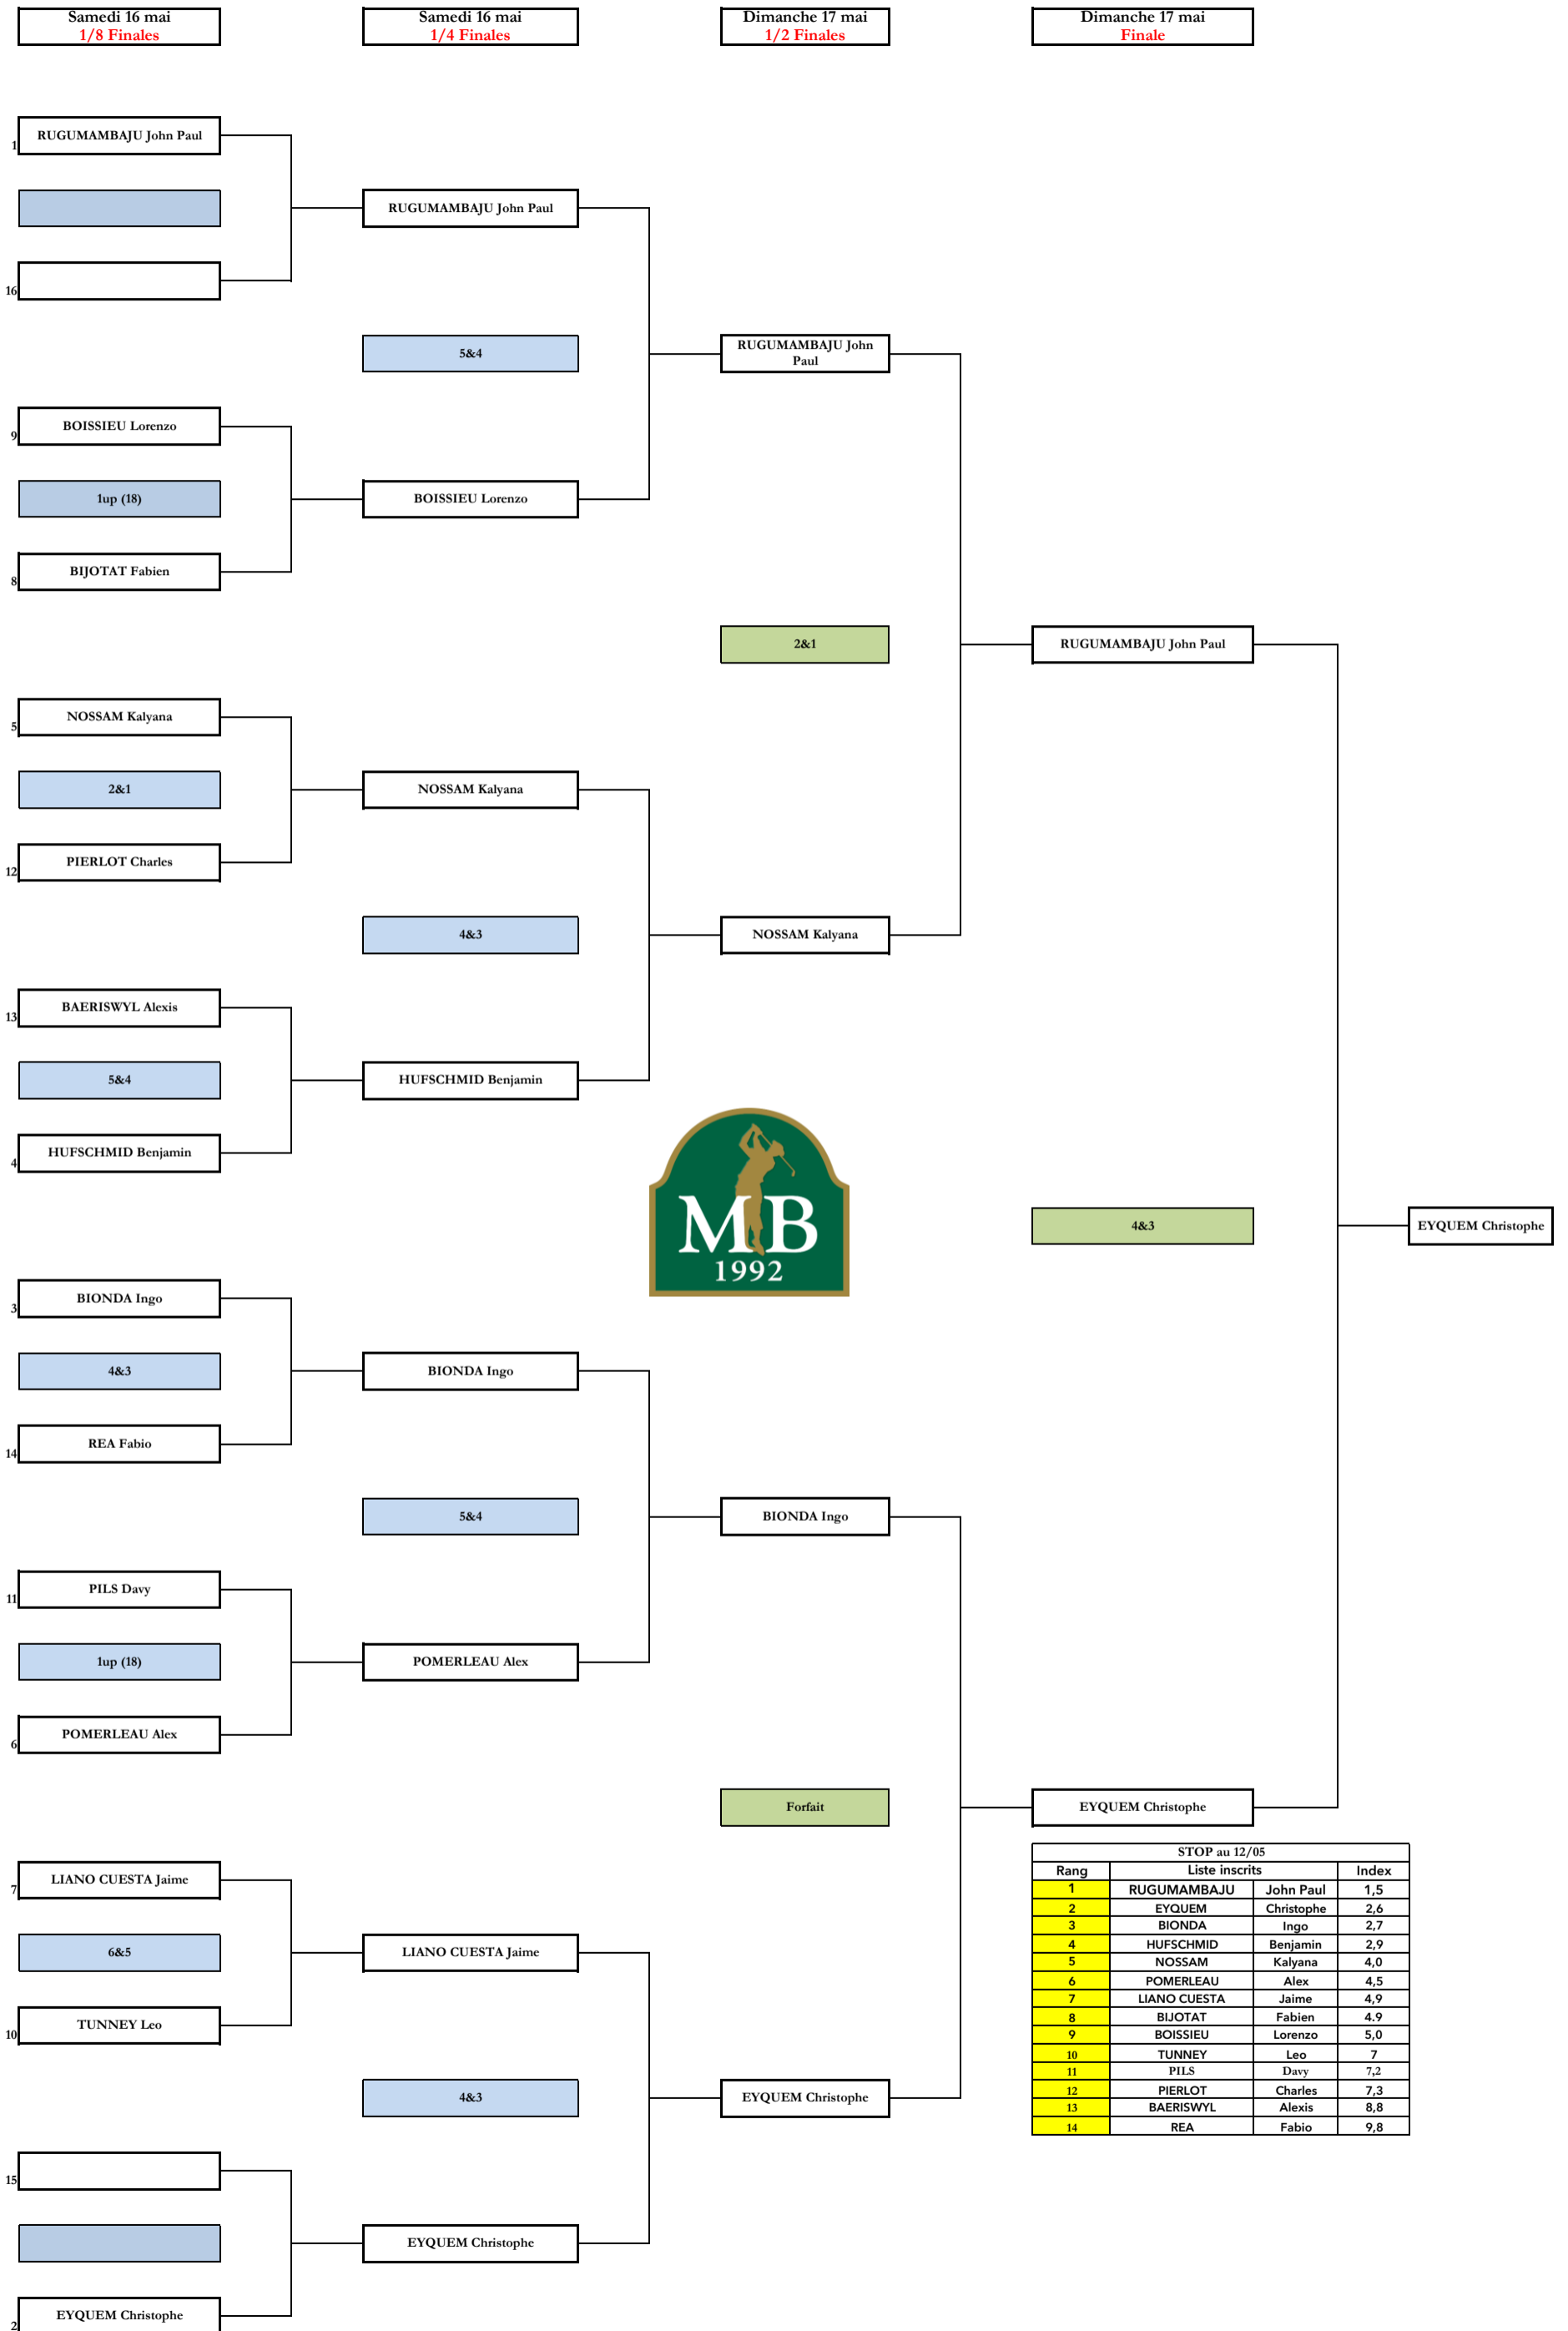 Samedi 16 mai
1/8 Finales
Samedi 16 mai
1/4 Finales
Dimanche 17 mai
1/2 Finales
Dimanche 17 mai
Finale
1 RUGUMAMBAJU John Paul
RUGUMAMBAJU John Paul
16
5&4
RUGUMAMBAJU John
Paul
9 BOISSIEU Lorenzo
1up (18)
BOISSIEU Lorenzo
8 BIJOTAT Fabien
2&1
RUGUMAMBAJU John Paul
5 NOSSAM Kalyana
2&1
NOSSAM Kalyana
12 PIERLOT Charles
4&3
NOSSAM Kalyana
13 BAERISWYL Alexis
5&4
HUFSCHMID Benjamin
4 HUFSCHMID Benjamin
MB
1992
4&3
EYQUEM Christophe
3 BIONDA Ingo
4&3
BIONDA Ingo
14 REA Fabio
5&4
BIONDA Ingo
11 PILS Davy
1up (18)
POMERLEAU Alex
6 POMERLEAU Alex
Forfait
EYQUEM Christophe
7 LIANO CUESTA Jaime
6&5
LIANO CUESTA Jaime
10 TUNNEY Leo
4&3
EYQUEM Christophe
15
EYQUEM Christophe
2 EYQUEM Christophe
STOP au 12/05
Rang Liste inscrits Index
1 RUGUMAMBAJU John Paul 1,5
2 EYQUEM Christophe 2,6
3 BIONDA Ingo 2,7
4 HUFSCHMID Benjamin 2,9
5 NOSSAM Kalyana 4,0
6 POMERLEAU Alex 4,5
7 LIANO CUESTA Jaime 4,9
8 BIJOTAT Fabien 4.9
9 BOISSIEU Lorenzo 5,0
10 TUNNEY Leo 7
11 PILS Davy 7,2
12 PIERLOT Charles 7,3
13 BAERISWYL Alexis 8,8
14 REA Fabio 9,8